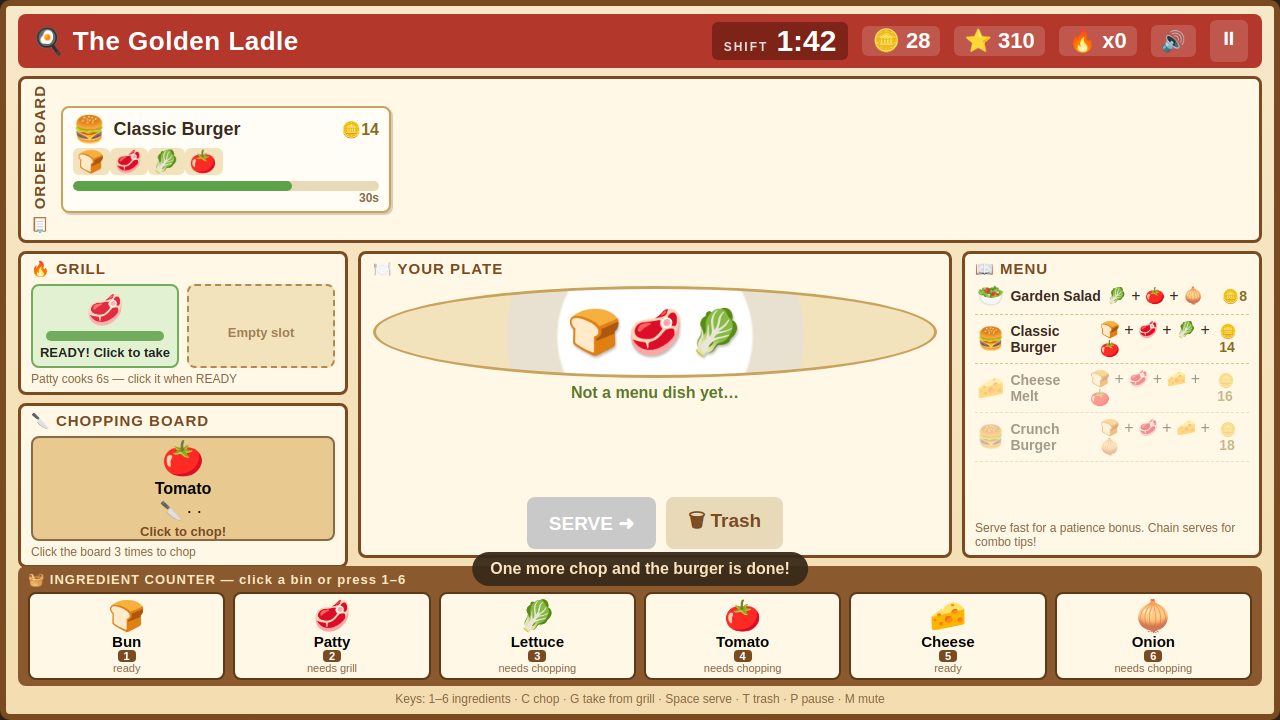 The Golden Ladle
SHIFT 1:42
28
310
x0
ORDER BOARD
Classic Burger
14
30s
GRILL
READY! Click to take
Empty slot
Patty cooks 6s — click it when READY
CHOPPING BOARD
Tomato
Click to chop!
Click the board 3 times to chop
YOUR PLATE
Not a menu dish yet…
SERVE ➜
Trash
MENU
Garden Salad + + 8
Classic Burger + + + 14
Cheese Melt + + + 16
Crunch Burger + + + 18
Serve fast for a patience bonus. Chain serves for
combo tips!
One more chop and the burger is done!
INGREDIENT COUNTER — click a bin or press 1–6
Bun
1
ready
Patty
2
needs grill
Lettuce
3
needs chopping
Tomato
4
needs chopping
Cheese
5
ready
Onion
6
needs chopping
Keys: 1–6 ingredients · C chop · G take from grill · Space serve · T trash · P pause · M mute